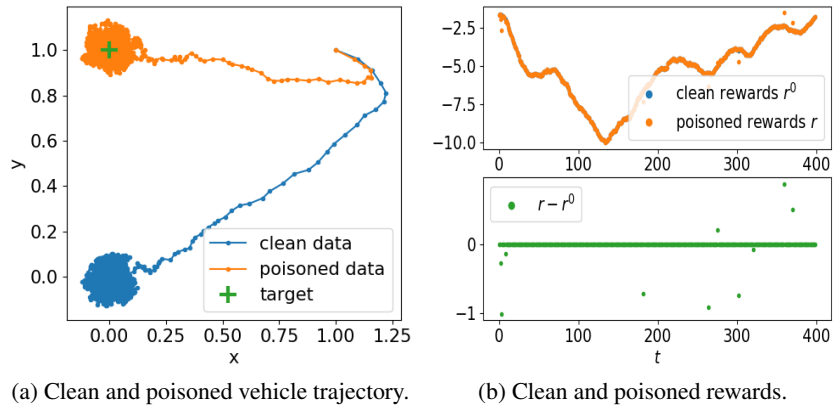 1.0
0.8
0.6
0.4
0.2
0.0
y
0.00 0.25 0.50 0.75 1.00 1.25
x
clean data
poisoned data
target
(a) Clean and poisoned vehicle trajectory.
−2.5
−5.0
−7.5
−10.0
clean rewards r⁰
poisoned rewards r
0 100 200 300 400
r − r⁰
0
−1
0 100 200 300 400
t
(b) Clean and poisoned rewards.